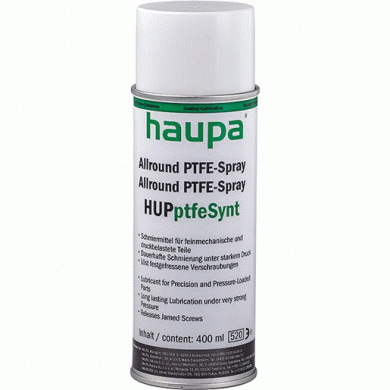 haupa®
Allround PTFE-Spray
Allround PTFE-Spray
HUPptfeSynt
• Schmiermittel für feinmechanische und
druckbelastete Teile
• Dauerhafte Schmierung unter starkem Druck
• Löst festgefressene Verschraubungen
• Lubricant for Precision and Pressure-Loaded
Parts
• Long lasting Lubrication under very strong
Pressure
• Releases Jamed Screws
Inhalt / content: 400 ml 520